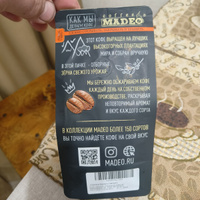 КАК МЫ
ДЕЛАЕМ КОФЕ
MADEO
ЭТОТ КОФЕ ВЫРАЩЕН НА ЛУЧШИХ
ВЫСОКОГОРНЫХ ПЛАНТАЦИЯХ
МИРА И СОБРАН ВРУЧНУЮ
В ЭТОЙ ПАЧКЕ - ОТБОРНЫЕ
ЗЁРНА СВЕЖЕГО УРОЖАЯ
МЫ БЕРЕЖНО ОБЖАРИВАЕМ КОФЕ
КАЖДЫЙ ДЕНЬ НА СОБСТВЕННОМ
ПРОИЗВОДСТВЕ, РАСКРЫВАЯ
НЕПОВТОРИМЫЙ АРОМАТ
И ВКУС КАЖДОГО СОРТА
В КОЛЛЕКЦИИ MADEO БОЛЕЕ 150 СОРТОВ
ВЫ ТОЧНО НАЙДЕТЕ КОФЕ НА СВОЙ ВКУС
MADEO.RU